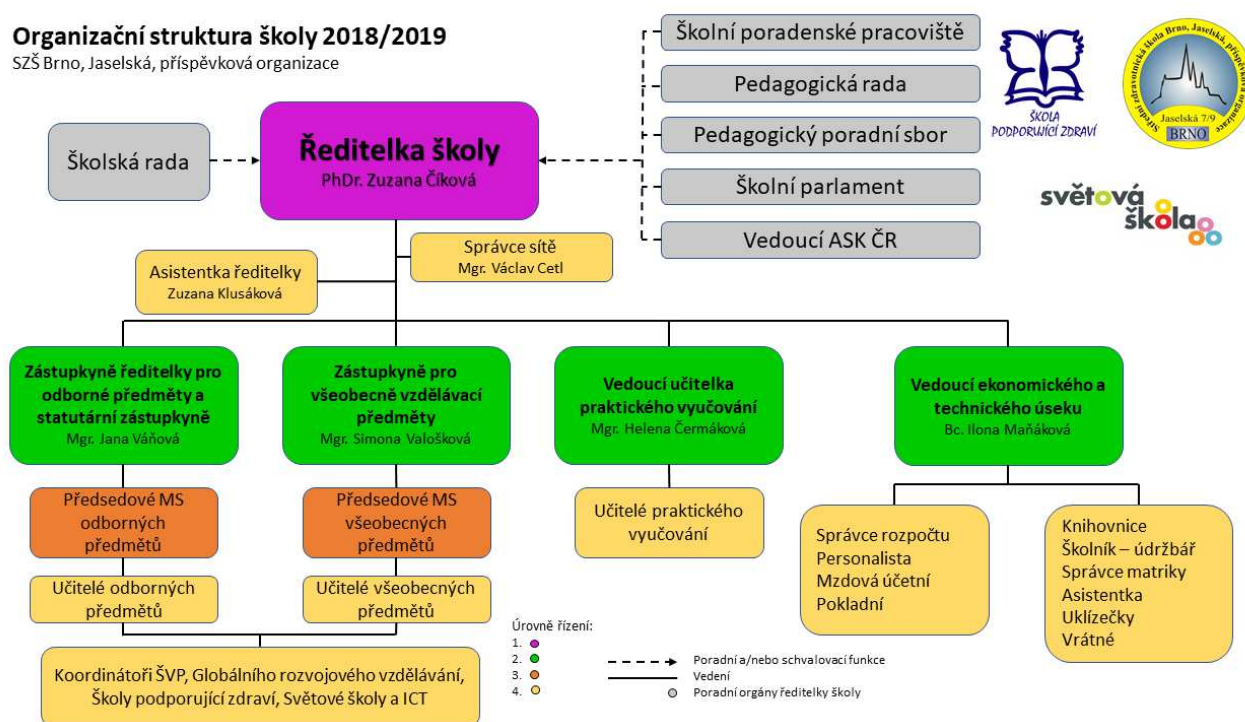 Organizační struktura školy 2018/2019
SZŠ Brno, Jaselská, příspěvková organizace
Školská rada
Ředitelka školy
PhDr. Zuzana Číková
Školní poradenské pracoviště
Pedagogická rada
Pedagogický poradní sbor
Školní parlament
Vedoucí ASK ČR
ŠKOLA
PODPORUJÍCÍ ZDRAVÍ
Střední zdravotnická škola Brno, Jaselská, příspěvková organizace
Jaselská 7/9
BRNO
světová
škola
Správce sítě
Mgr. Václav Cetl
Asistentka ředitelky
Zuzana Klusáková
Zástupkyně ředitelky pro
odborné předměty a
statutární zástupkyně
Mgr. Jana Váňová
Zástupkyně pro
všeobecně vzdělávací
předměty
Mgr. Simona Valošková
Vedoucí učitelka
praktického vyučování
Mgr. Helena Čermáková
Vedoucí ekonomického a
technického úseku
Bc. Ilona Maňáková
Předsedové MS
odborných
předmětů
Předsedové MS
všeobecných
předmětů
Učitelé praktického
vyučování
Správce rozpočtu
Personalista
Mzdová účetní
Pokladní
Knihovnice
Školník – údržbář
Správce matriky
Asistentka
Uklízečky
Vrátné
Učitelé odborných
předmětů
Učitelé všeobecných
předmětů
Koordinátoři ŠVP, Globálního rozvojového vzdělávání,
Školy podporující zdraví, Světové školy a ICT
Úrovně řízení:
1.
2.
3.
4.
Poradní a/nebo schvalovací funkce
Vedení
Poradní orgány ředitelky školy